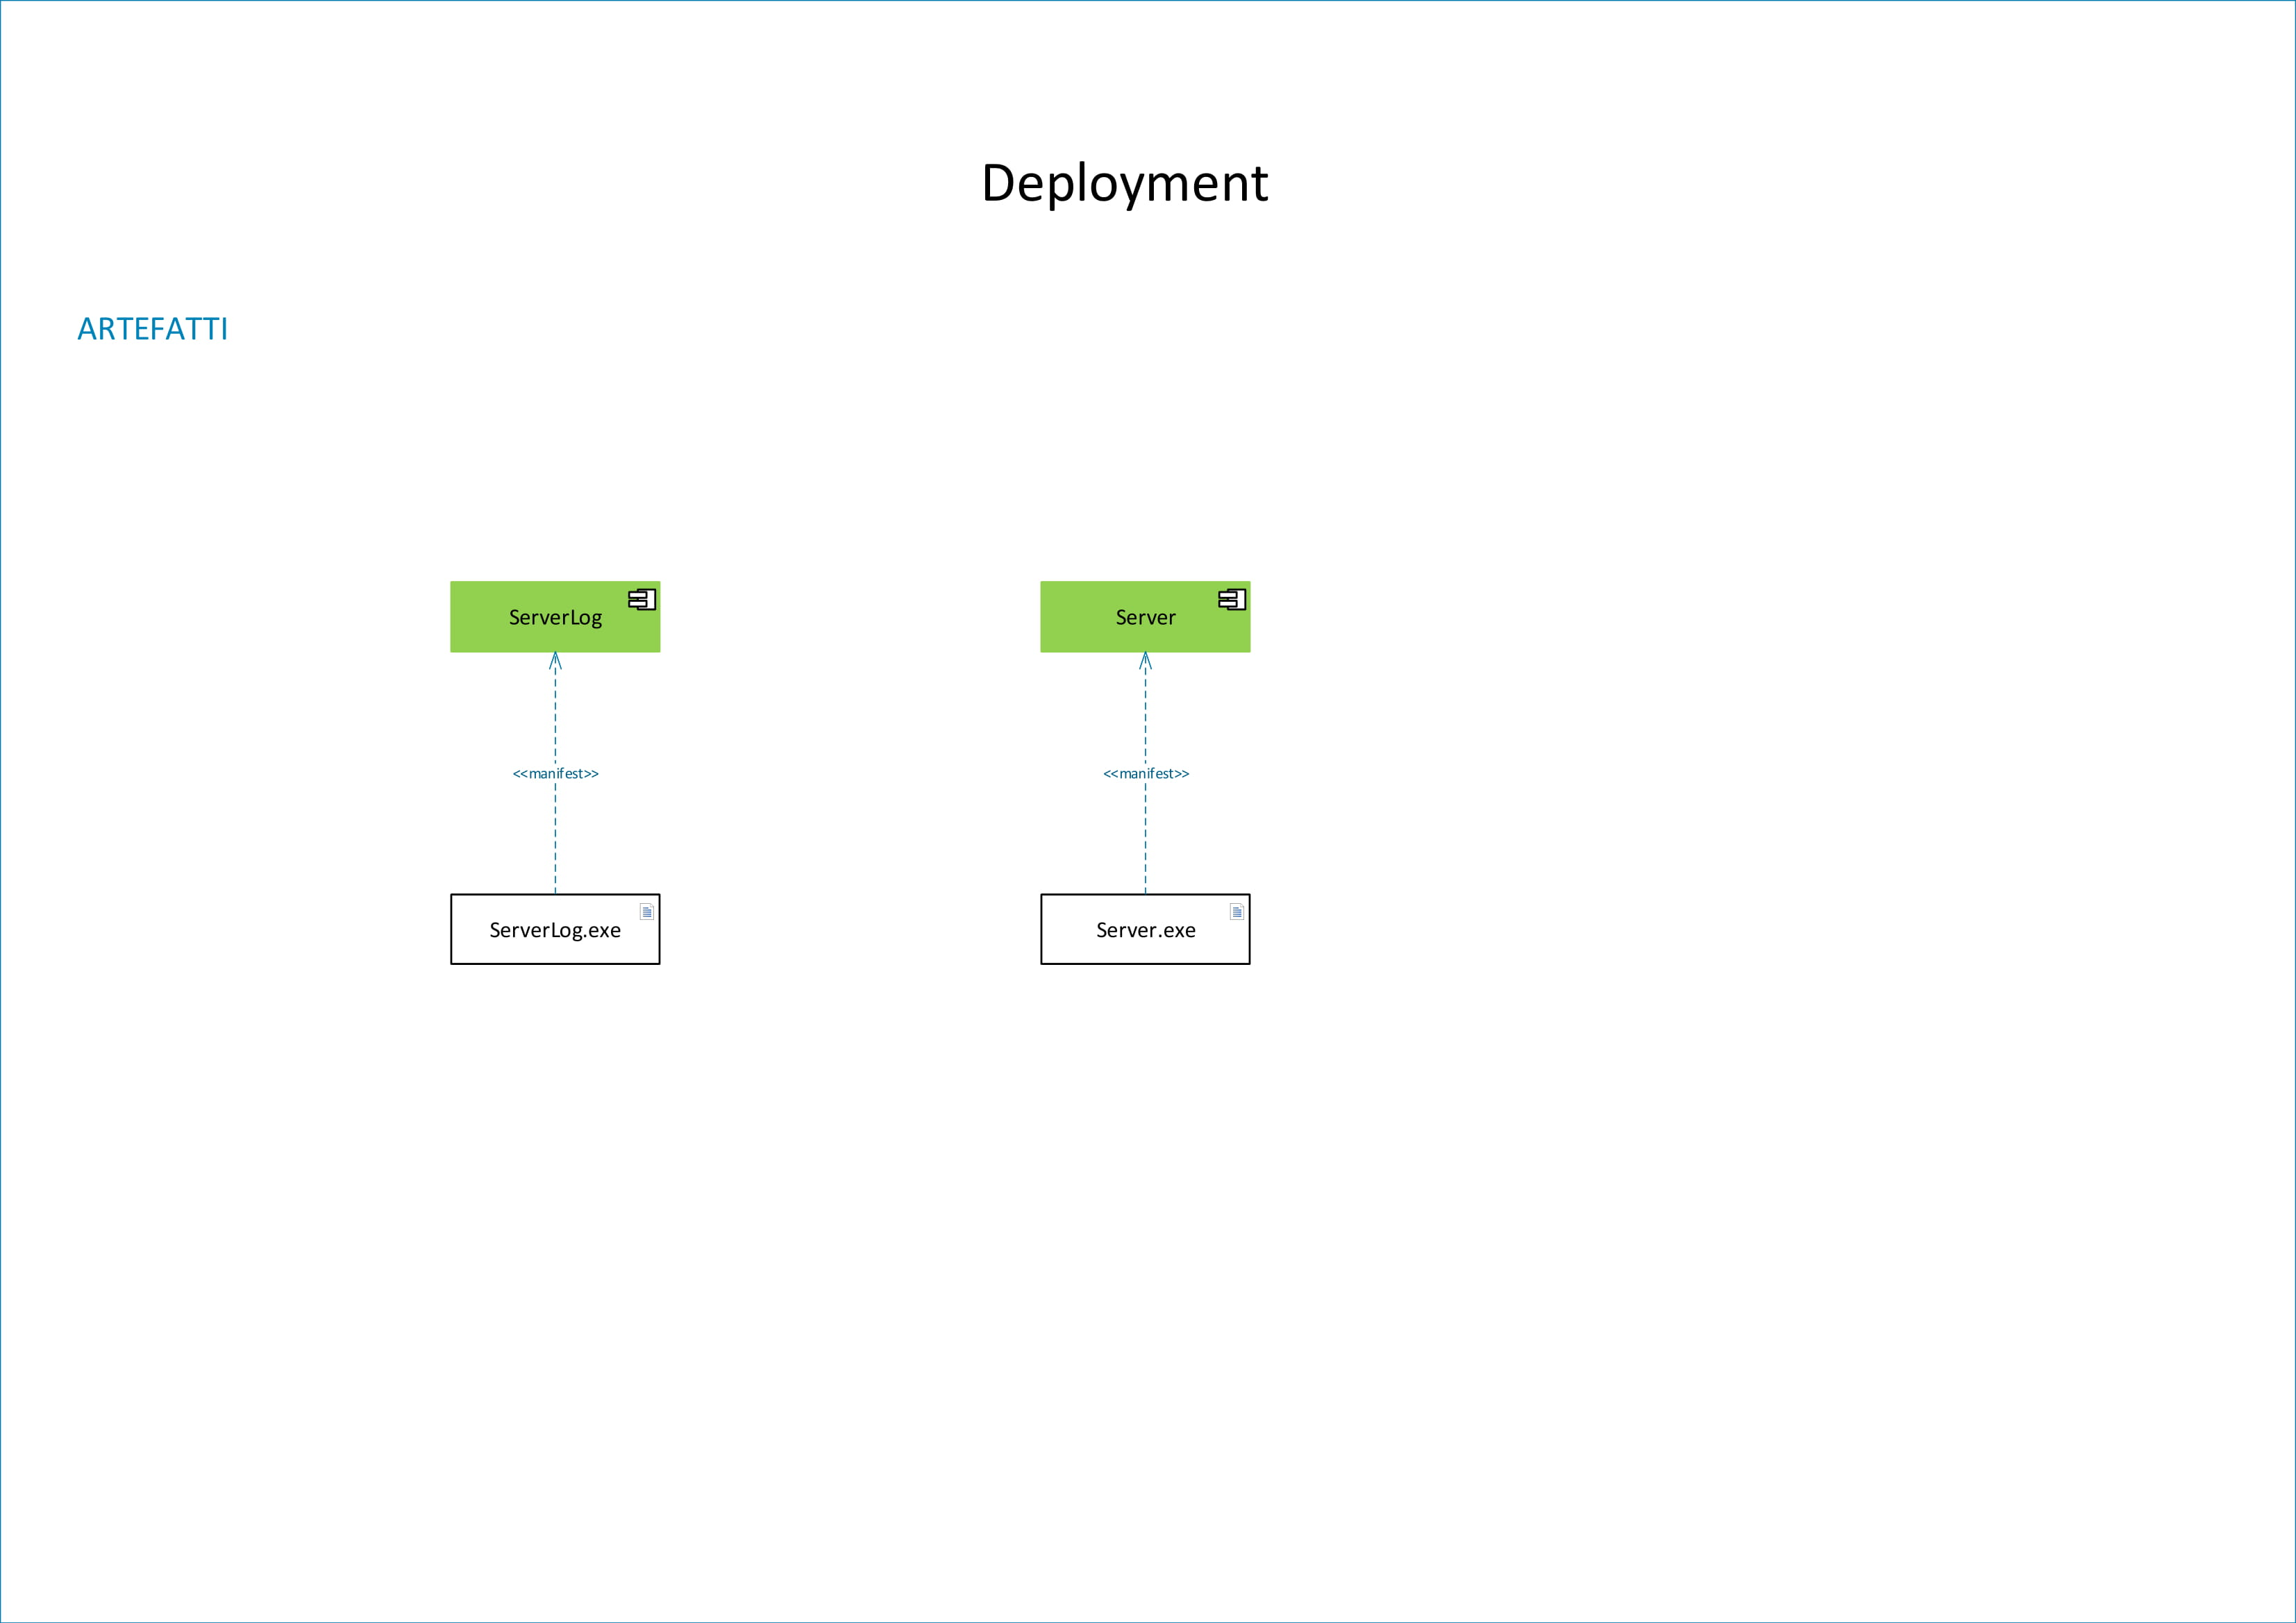 Deployment
ARTEFATTI
ServerLog
Server
<<manifest>>
<<manifest>>
ServerLog.exe
Server.exe